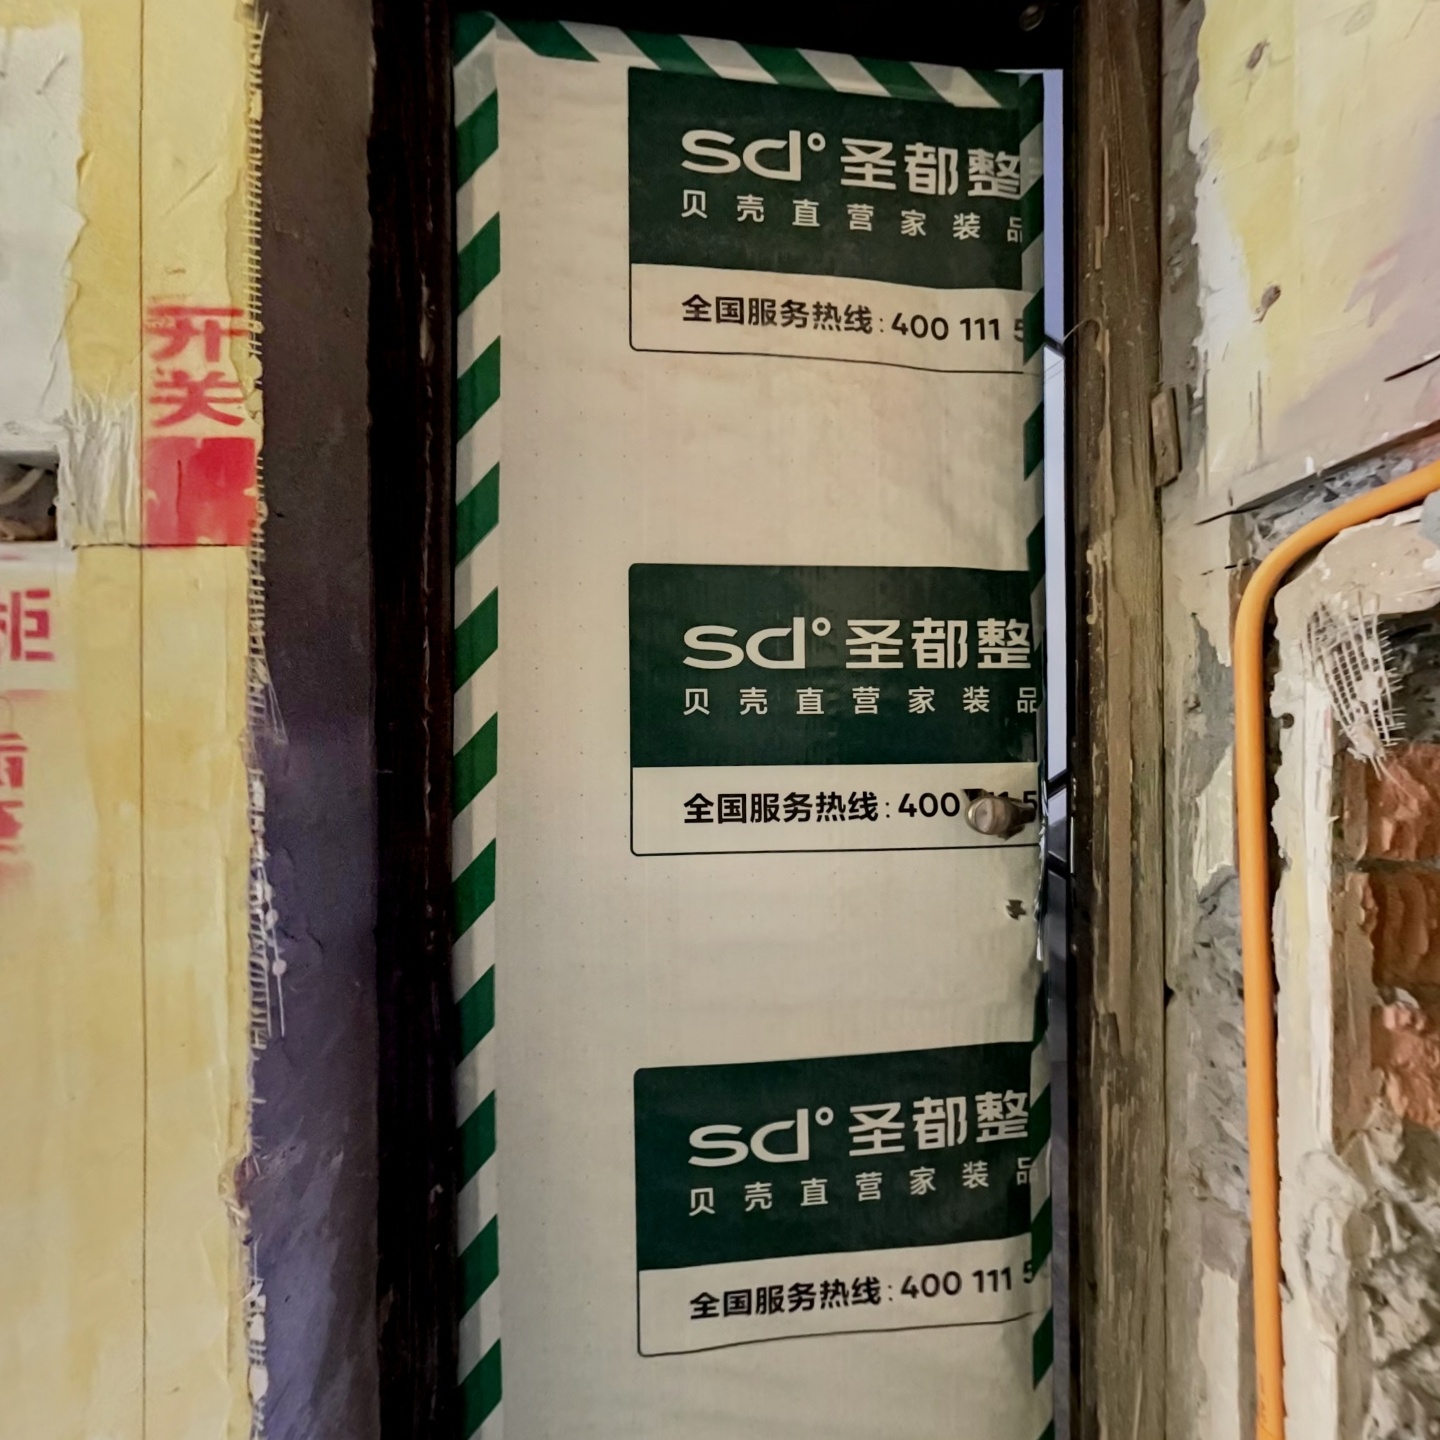 开
关
柜
sd° 圣都整
贝壳直营家装品
全国服务热线:400 111 5
sd° 圣都整
贝壳直营家装品
全国服务热线:400 11 5
sd° 圣都整
贝壳直营家装品
全国服务热线:400 111 5